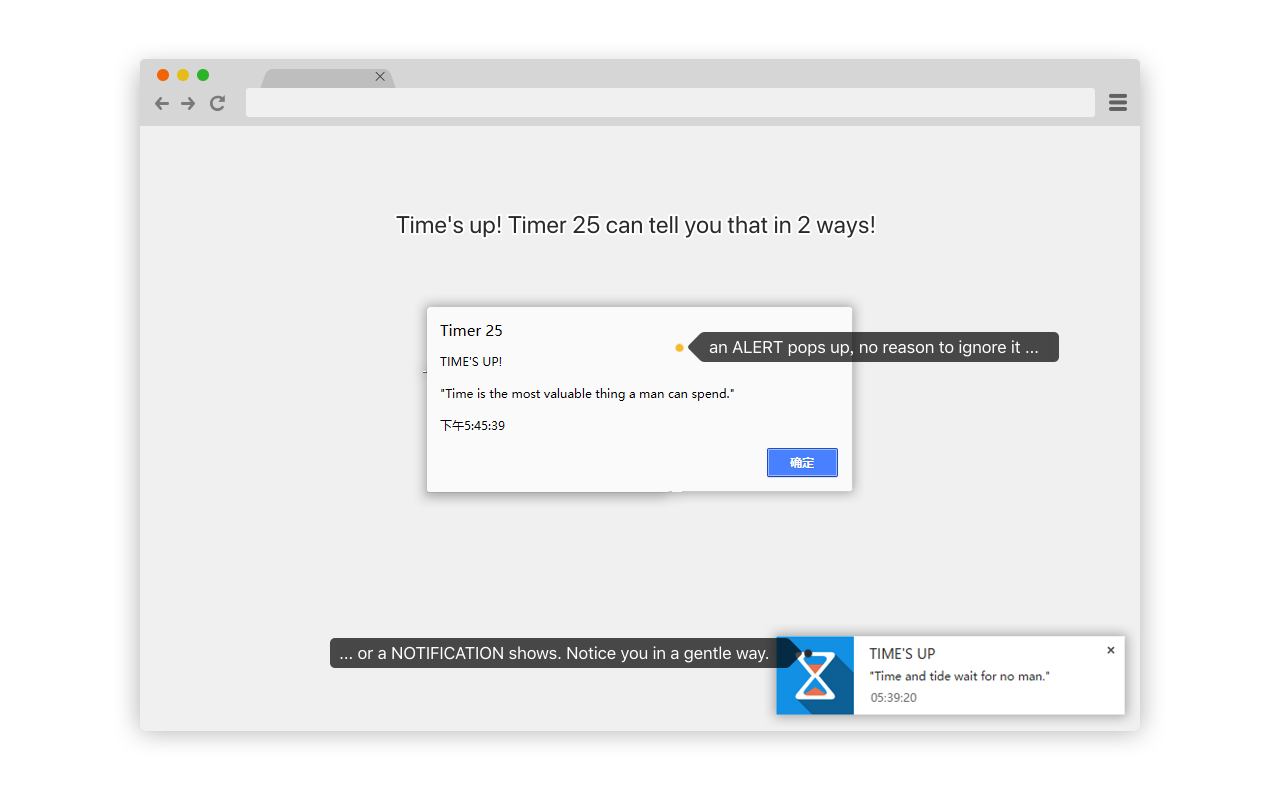 Time's up! Timer 25 can tell you that in 2 ways!
Timer 25
an ALERT pops up, no reason to ignore it ...
TIME'S UP!
"Time is the most valuable thing a man can spend."
下午5:45:39
确定
... or a NOTIFICATION shows. Notice you in a gentle way.
TIME'S UP
"Time and tide wait for no man."
05:39:20